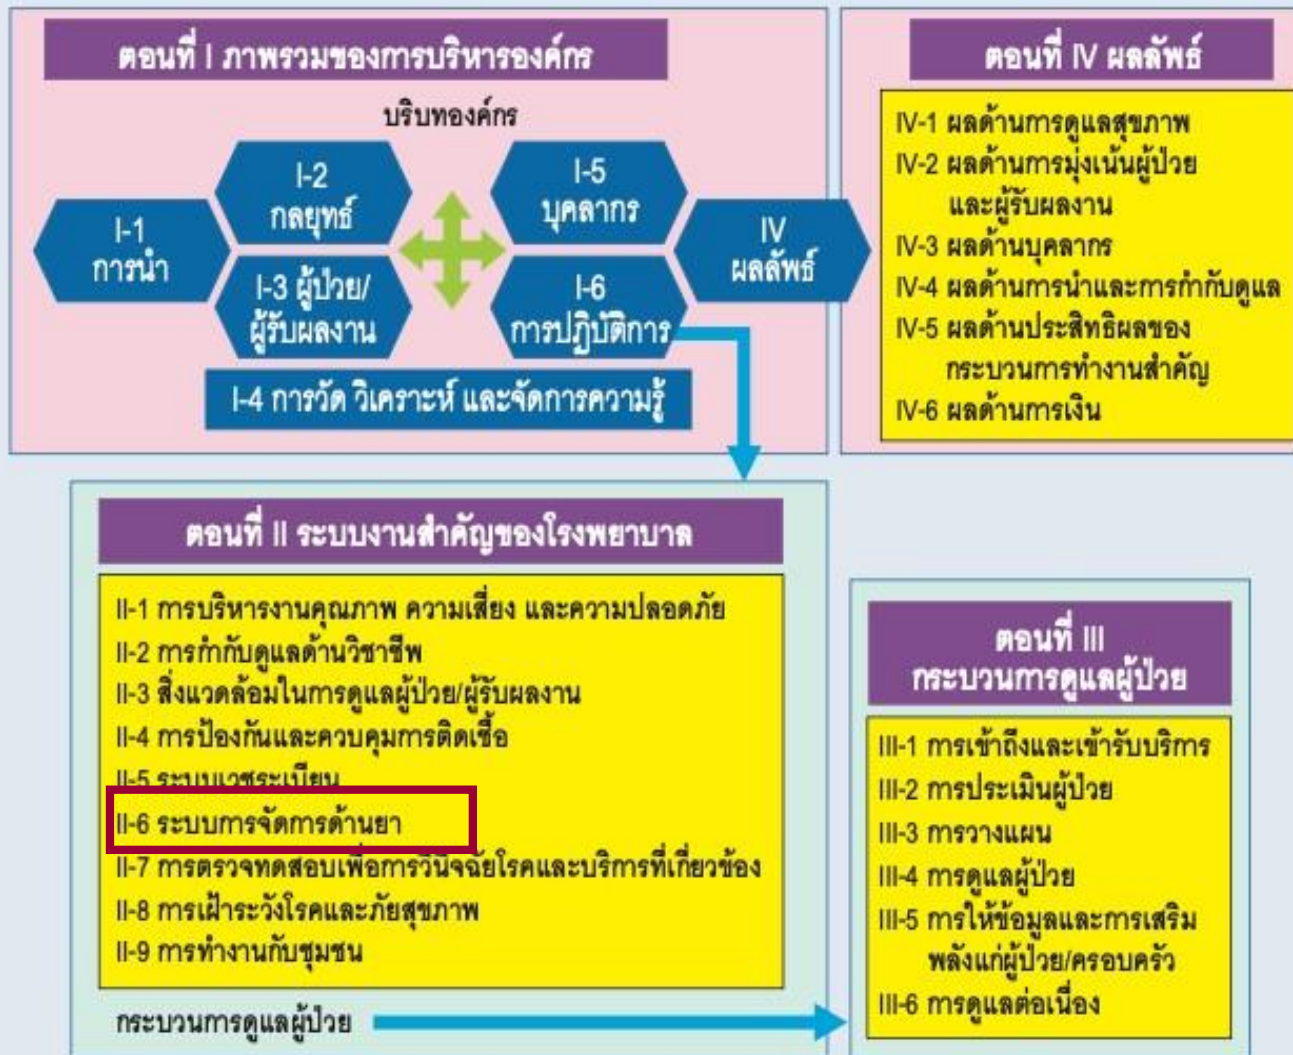 ตอนที่ I ภาพรวมของการบริหารองค์กร
บริบทองค์กร
I-1
การนำ
I-2
กลยุทธ์
I-3 ผู้ป่วย/
ผู้รับผลงาน
I-5
บุคลากร
I-6
การปฏิบัติการ
IV
ผลลัพธ์
I-4 การวัด วิเคราะห์ และจัดการความรู้
ตอนที่ IV ผลลัพธ์
IV-1 ผลด้านการดูแลสุขภาพ
IV-2 ผลด้านการมุ่งเน้นผู้ป่วย
และผู้รับผลงาน
IV-3 ผลด้านบุคลากร
IV-4 ผลด้านการนำและการกำกับดูแล
IV-5 ผลด้านประสิทธิผลของ
กระบวนการทำงานสำคัญ
IV-6 ผลด้านการเงิน
ตอนที่ II ระบบงานสำคัญของโรงพยาบาล
II-1 การบริหารงานคุณภาพ ความเสี่ยง และความปลอดภัย
II-2 การกำกับดูแลด้านวิชาชีพ
II-3 สิ่งแวดล้อมในการดูแลผู้ป่วย/ผู้รับผลงาน
II-4 การป้องกันและควบคุมการติดเชื้อ
II-5 ระบบเวชระเบียน
II-6 ระบบการจัดการด้านยา
II-7 การตรวจทดสอบเพื่อการวินิจฉัยโรคและบริการที่เกี่ยวข้อง
II-8 การเฝ้าระวังโรคและภัยสุขภาพ
II-9 การทำงานกับชุมชน
กระบวนการดูแลผู้ป่วย
ตอนที่ III
กระบวนการดูแลผู้ป่วย
III-1 การเข้าถึงและเข้ารับบริการ
III-2 การประเมินผู้ป่วย
III-3 การวางแผน
III-4 การดูแลผู้ป่วย
III-5 การให้ข้อมูลและการเสริม
พลังแก่ผู้ป่วย/ครอบครัว
III-6 การดูแลต่อเนื่อง